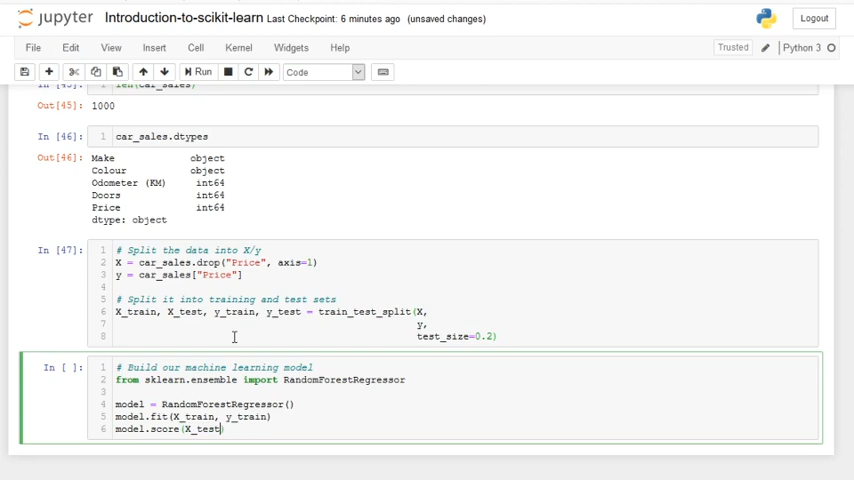 jupyter Introduction-to-scikit-learn Last Checkpoint: 6 minutes ago (unsaved changes) Logout
File Edit View Insert Cell Kernel Widgets Help Trusted Python 3
Run Code
In [45]: len(car_sales)
Out[45]: 1000
In [46]: 1 car_sales.dtypes
Out[46]: Make object
Colour object
Odometer (KM) int64
Doors int64
Price int64
dtype: object
In [47]: 1 # Split the data into X/y
2 X = car_sales.drop("Price", axis=1)
3 y = car_sales["Price"]
4
5 # Split it into training and test sets
6 X_train, X_test, y_train, y_test = train_test_split(X,
7 y,
8 test_size=0.2)
In [ ]: 1 # Build our machine learning model
2 from sklearn.ensemble import RandomForestRegressor
3
4 model = RandomForestRegressor()
5 model.fit(X_train, y_train)
6 model.score(X_test)